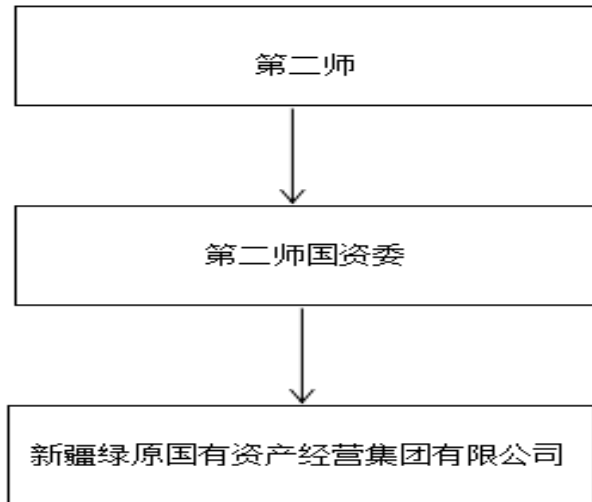 第二师
第二师国资委
新疆绿原国有资产经营集团有限公司